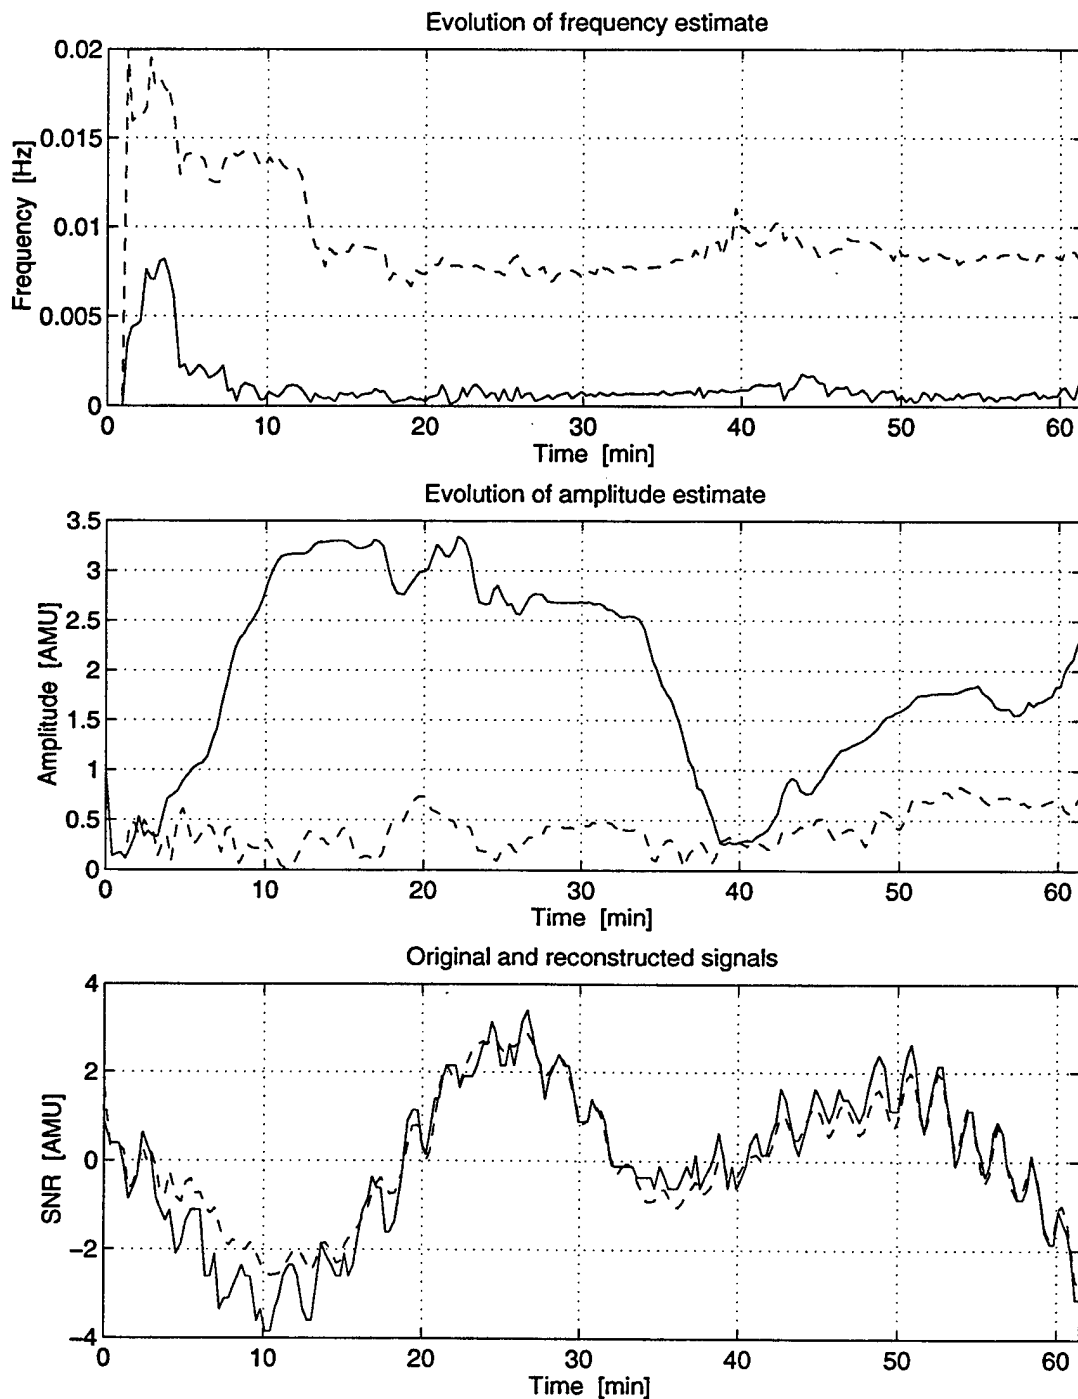 Evolution of frequency estimate
0.02
0.015
0.01
0.005
0
Frequency [Hz]
0 10 20 30 40 50 60
Time [min]
Evolution of amplitude estimate
3.5
3
2.5
2
1.5
1
0.5
0
Amplitude [AMU]
0 10 20 30 40 50 60
Time [min]
Original and reconstructed signals
4
2
0
−2
−4
SNR [AMU]
0 10 20 30 40 50 60
Time [min]